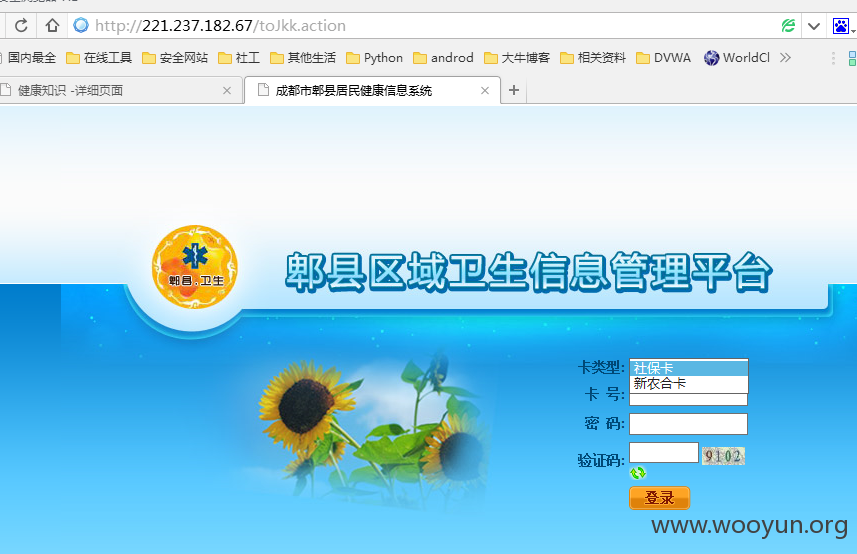 http://221.237.182.67/toJkk.action
国内最全 在线工具 安全网站 社工 其他生活 Python androd 大牛博客 相关资料 DVWA WorldCl
健康知识 -详细页面 成都市郫县居民健康信息系统
郫县区域卫生信息管理平台
郫县.卫生
卡类型: 社保卡
新农合卡
卡 号:
密 码:
验证码: 9102
登录
www.wooyun.org